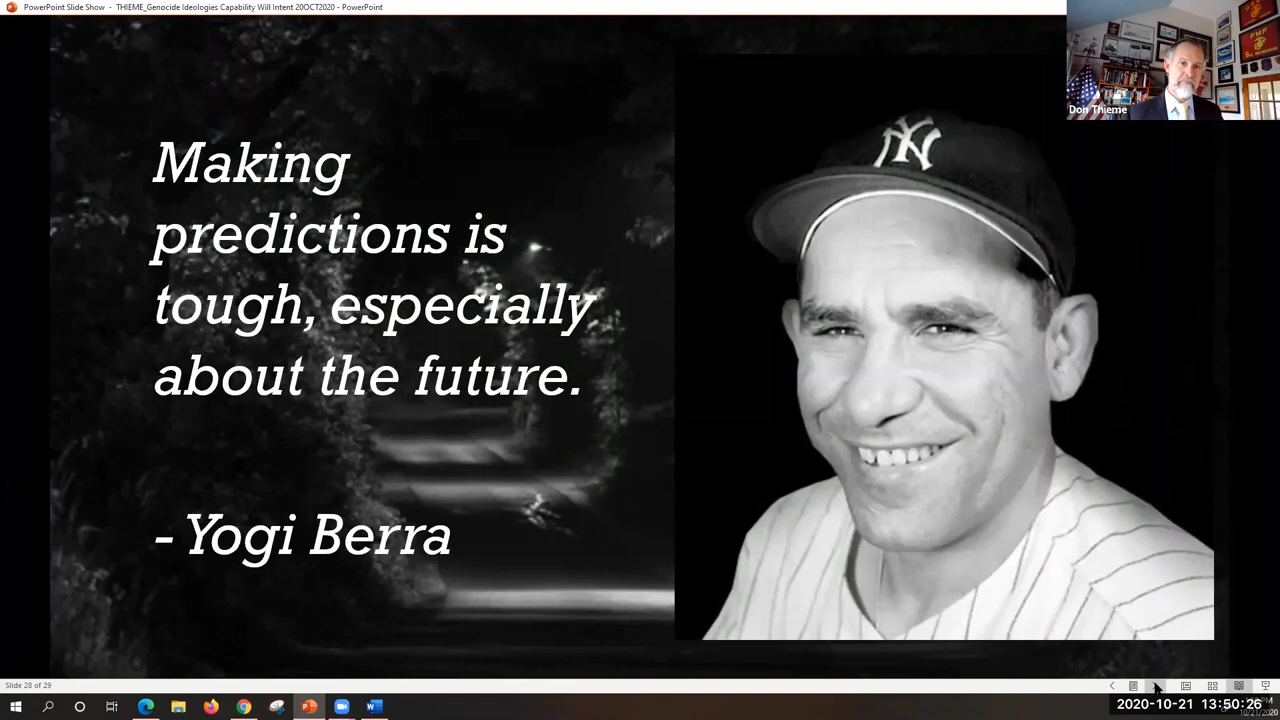 PowerPoint Slide Show - THIEME_Genocide Ideologies Capability Will Intent 20OCT2020 - PowerPoint
Don Thieme
NY
Making
predictions is
tough, especially
about the future.
- Yogi Berra
Slide 28 of 29
2020-10-21 13:50:26